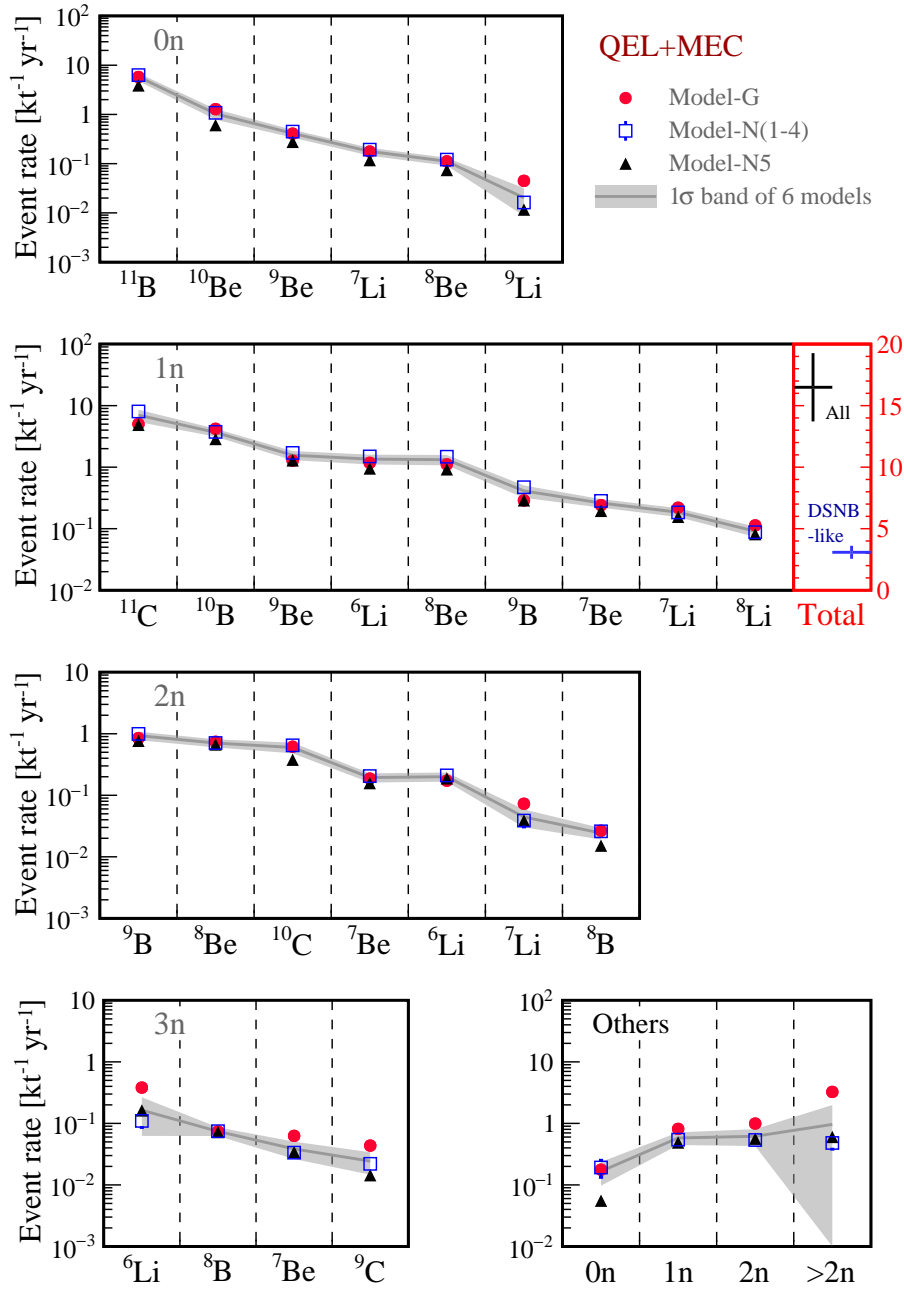 0n
QEL+MEC
Event rate [kt⁻¹ yr⁻¹]
10²
10
1
10⁻¹
10⁻²
10⁻³
Model-G
Model-N(1-4)
Model-N5
1σ band of 6 models
¹¹B ¹⁰Be ⁹Be ⁷Li ⁸Be ⁹Li
1n
Event rate [kt⁻¹ yr⁻¹]
10²
10
1
10⁻¹
10⁻²
20
15
10
5
0
All
DSNB
-like
¹¹C ¹⁰B ⁹Be ⁶Li ⁸Be ⁹B ⁷Be ⁷Li ⁸Li Total
2n
Event rate [kt⁻¹ yr⁻¹]
10
1
10⁻¹
10⁻²
10⁻³
⁹B ⁸Be ¹⁰C ⁷Be ⁶Li ⁷Li ⁸B
3n
Event rate [kt⁻¹ yr⁻¹]
10
1
10⁻¹
10⁻²
10⁻³
⁶Li ⁸B ⁷Be ⁹C
Others
10²
10
1
10⁻¹
10⁻²
0n 1n 2n >2n